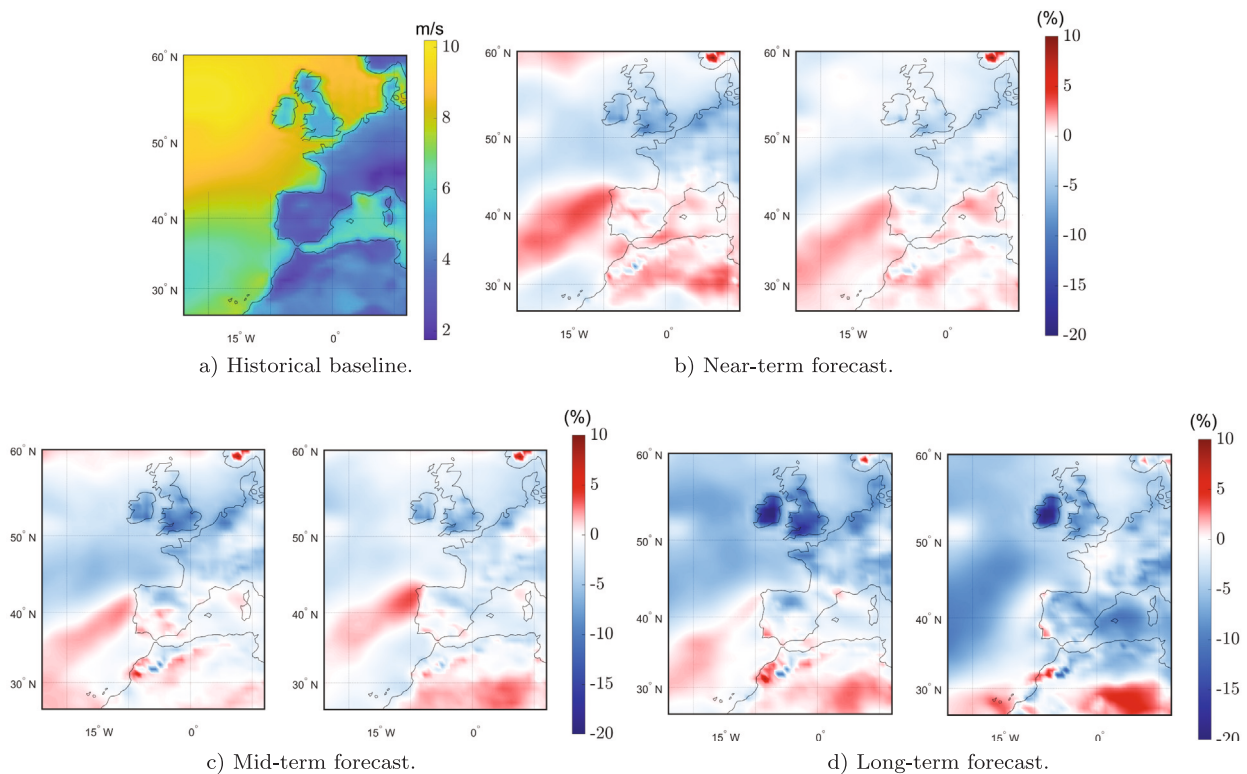 m/s
10
8
6
4
2
60° N
50° N
40° N
30° N
15° W
0°
a) Historical baseline.
60° N
50° N
40° N
30° N
15° W
0°
60° N
50° N
40° N
30° N
15° W
0°
(%)
10
5
0
-5
-10
-15
-20
b) Near-term forecast.
60° N
50° N
40° N
30° N
15° W
0°
60° N
50° N
40° N
30° N
15° W
0°
(%)
10
5
0
-5
-10
-15
-20
c) Mid-term forecast.
60° N
50° N
40° N
30° N
15° W
0°
60° N
50° N
40° N
30° N
15° W
0°
(%)
10
5
0
-5
-10
-15
-20
d) Long-term forecast.